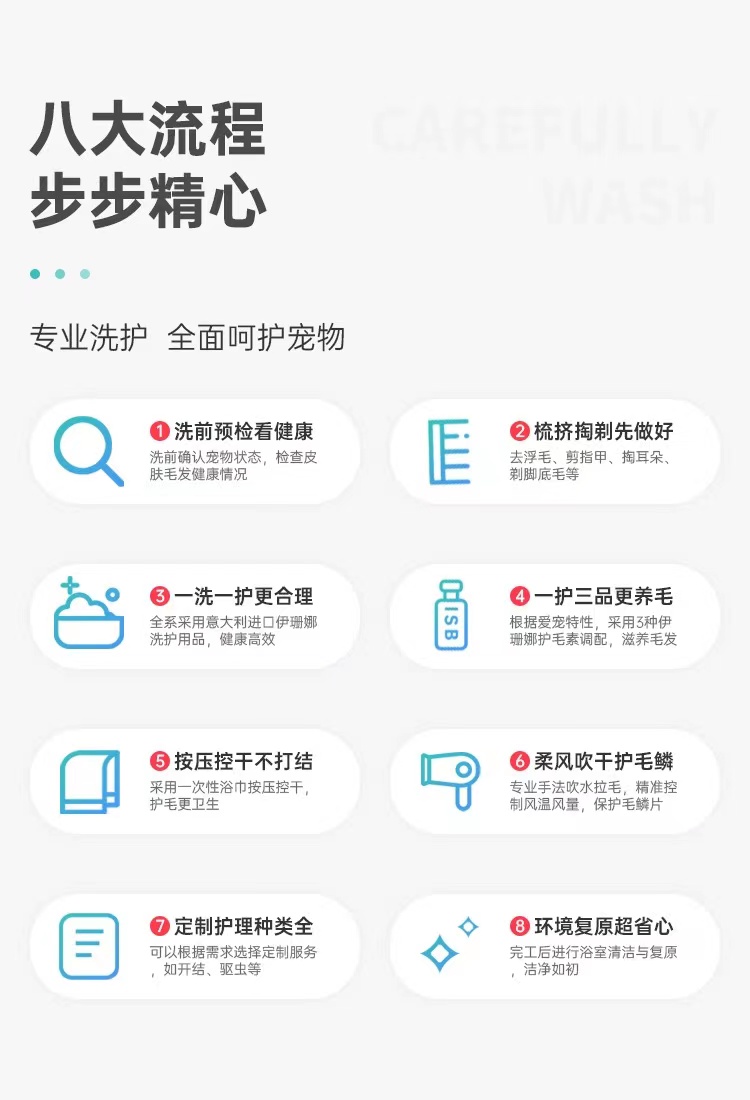 八大流程
步步精心
CAREFULLY
WASH
专业洗护 全面呵护宠物
1 洗前预检看健康
洗前确认宠物状态，检查皮
肤毛发健康情况
2 梳挤掏剃先做好
去浮毛、剪指甲、掏耳朵、
剃脚底毛等
3 一洗一护更合理
全系采用意大利进口伊珊娜
洗护用品，健康高效
ISB
4 一护三品更养毛
根据爱宠特性，采用3种伊
珊娜护毛素调配，滋养毛发
5 按压控干不打结
采用一次性浴巾按压控干，
护毛更卫生
6 柔风吹干护毛鳞
专业手法吹水拉毛，精准控
制风温风量，保护毛鳞片
7 定制护理种类全
可以根据需求选择定制服务
，如开结、驱虫等
8 环境复原超省心
完工后进行浴室清洁与复原
，洁净如初